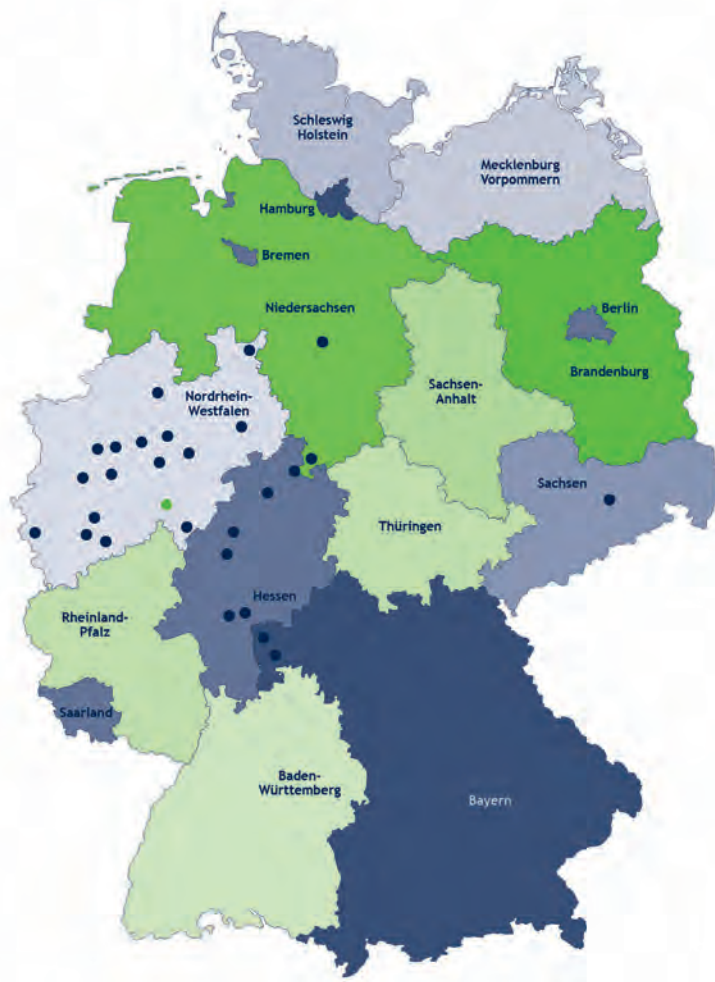 Schleswig
Holstein
Mecklenburg
Vorpommern
Hamburg
Bremen
Niedersachsen
Berlin
Brandenburg
Nordrhein-
Westfalen
Sachsen-
Anhalt
Sachsen
Thüringen
Hessen
Rheinland-
Pfalz
Saarland
Baden-
Württemberg
Bayern